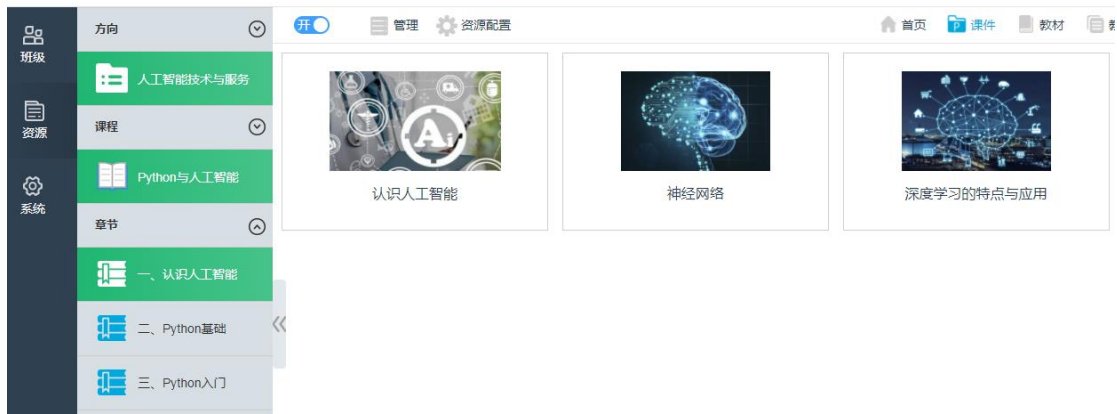 班级
资源
系统
方向
人工智能技术与服务
课程
Python与人工智能
章节
一、认识人工智能
二、Python基础
三、Python入门
开
管理
资源配置
首页
课件
教材
Ai
认识人工智能
神经网络
深度学习的特点与应用